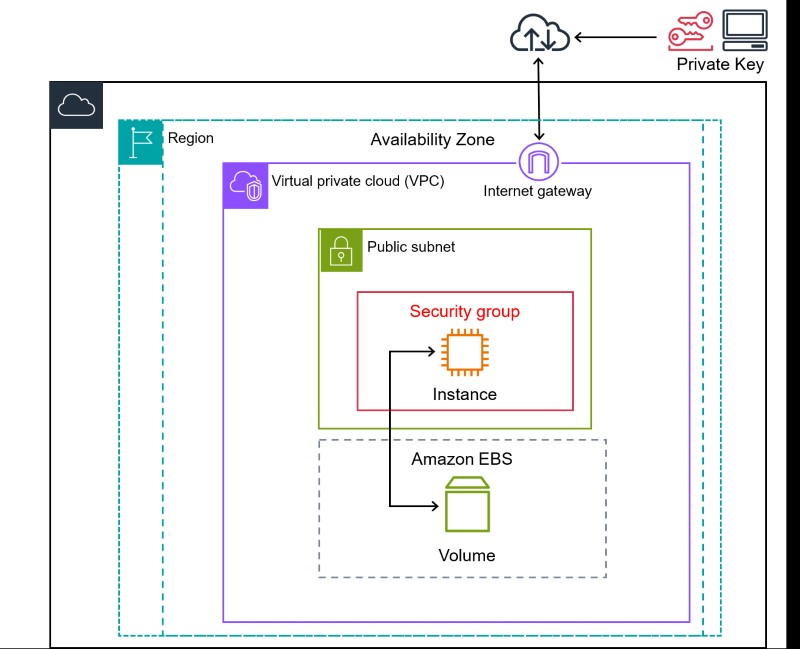 Private Key
Region
Availability Zone
Virtual private cloud (VPC)
Internet gateway
Public subnet
Security group
Instance
Amazon EBS
Volume